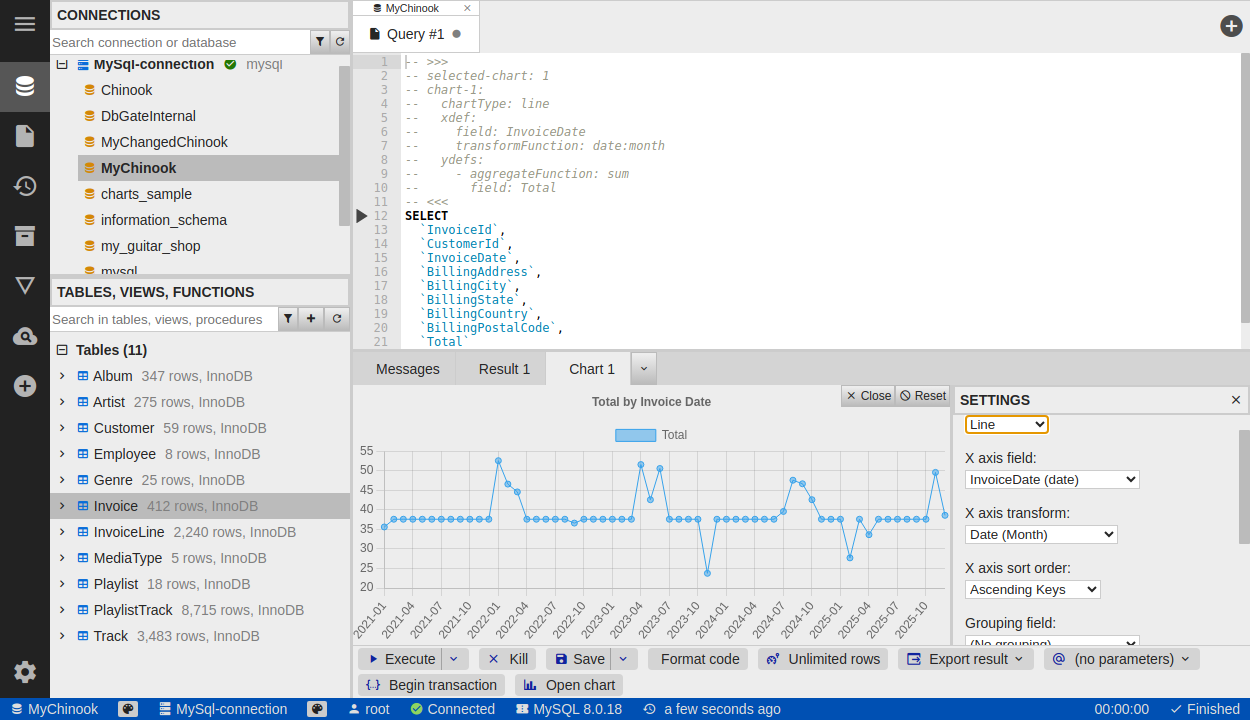 CONNECTIONS
Search connection or database
MySql-connection mysql
Chinook
DbGateInternal
MyChangedChinook
MyChinook
charts_sample
information_schema
my_guitar_shop
mysql
TABLES, VIEWS, FUNCTIONS
Search in tables, views, procedures
Tables (11)
Album 347 rows, InnoDB
Artist 275 rows, InnoDB
Customer 59 rows, InnoDB
Employee 8 rows, InnoDB
Genre 25 rows, InnoDB
Invoice 412 rows, InnoDB
InvoiceLine 2,240 rows, InnoDB
MediaType 5 rows, InnoDB
Playlist 18 rows, InnoDB
PlaylistTrack 8,715 rows, InnoDB
Track 3,483 rows, InnoDB
MyChinook
Query #1
1 -- >>>
2 -- selected-chart: 1
3 -- chart-1:
4 --   chartType: line
5 --   xdef:
6 --     field: InvoiceDate
7 --     transformFunction: date:month
8 --   ydefs:
9 --     - aggregateFunction: sum
10 --       field: Total
11 -- <<<
12 SELECT
13   `InvoiceId`,
14   `CustomerId`,
15   `InvoiceDate`,
16   `BillingAddress`,
17   `BillingCity`,
18   `BillingState`,
19   `BillingCountry`,
20   `BillingPostalCode`,
21   `Total`
Messages Result 1 Chart 1
Close Reset
Total by Invoice Date
Total
55
50
45
40
35
30
25
20
2021-01 2021-04 2021-07 2021-10 2022-01 2022-04 2022-07 2022-10 2023-01 2023-04 2023-07 2023-10 2024-01 2024-04 2024-07 2024-10 2025-01 2025-04 2025-07 2025-10
SETTINGS
Line
X axis field:
InvoiceDate (date)
X axis transform:
Date (Month)
X axis sort order:
Ascending Keys
Grouping field:
(No grouping)
Execute Kill Save Format code Unlimited rows Export result (no parameters)
Begin transaction Open chart
MyChinook MySql-connection root Connected MySQL 8.0.18 a few seconds ago 00:00:00 Finished